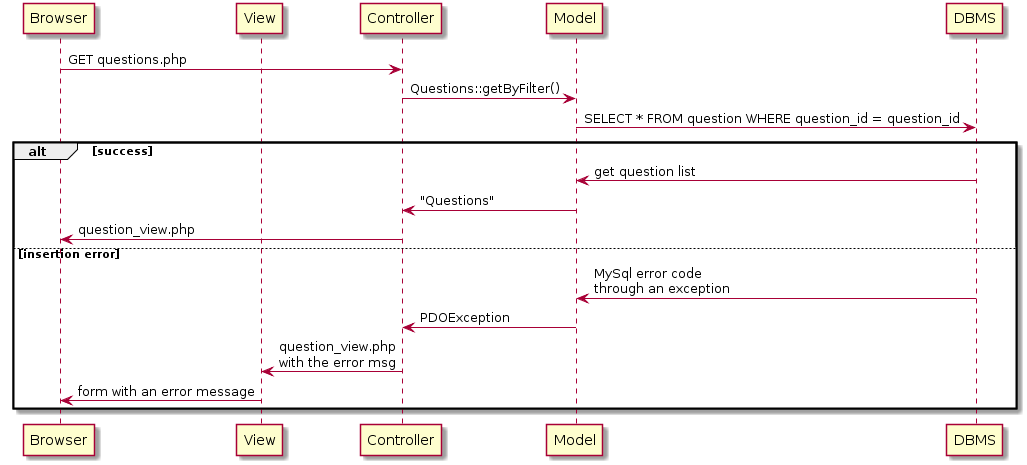 Browser View Controller Model DBMS
GET questions.php
Questions::getByFilter()
SELECT * FROM question WHERE question_id = question_id
alt [success]
get question list
"Questions"
question_view.php
[insertion error]
MySql error code
through an exception
PDOException
question_view.php
with the error msg
form with an error message
Browser View Controller Model DBMS